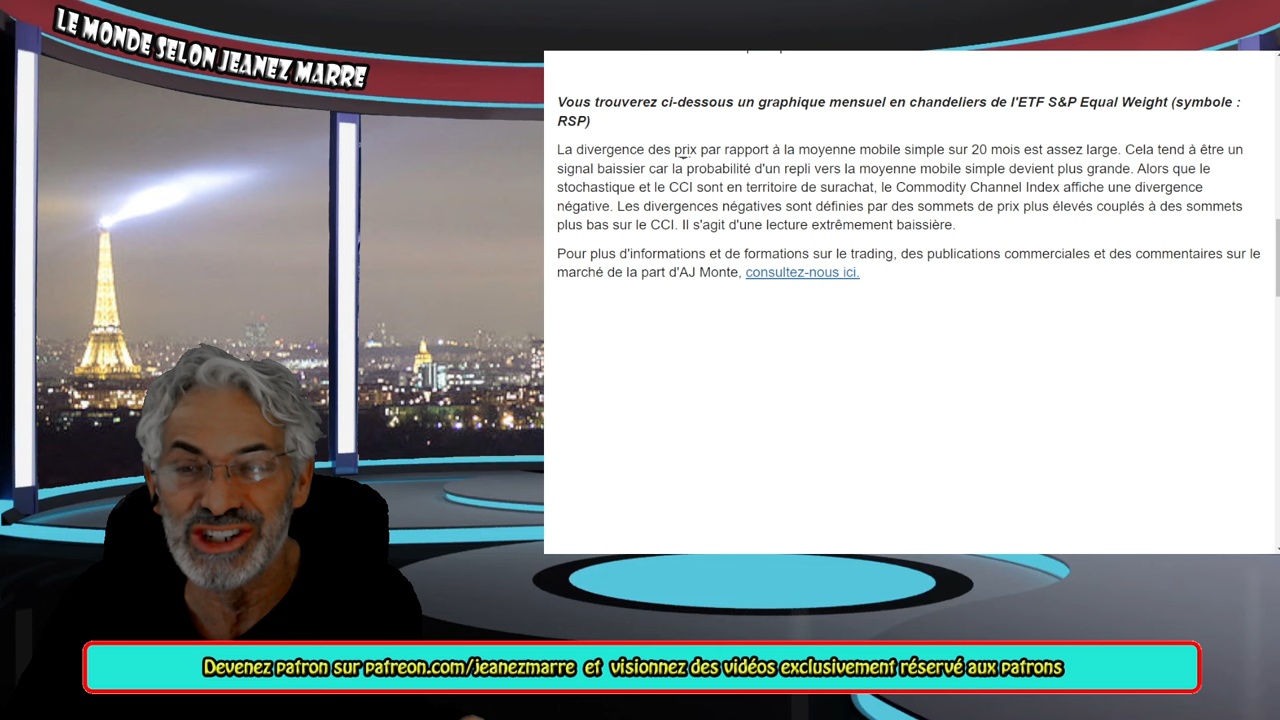 LE MONDE SELON JEANEZ MARRE
Vous trouverez ci-dessous un graphique mensuel en chandeliers de l'ETF S&P Equal Weight (symbole :
RSP)
La divergence des prix par rapport à la moyenne mobile simple sur 20 mois est assez large. Cela tend à être un
signal baissier car la probabilité d'un repli vers la moyenne mobile simple devient plus grande. Alors que le
stochastique et le CCI sont en territoire de surachat, le Commodity Channel Index affiche une divergence
négative. Les divergences négatives sont définies par des sommets de prix plus élevés couplés à des sommets
plus bas sur le CCI. Il s'agit d'une lecture extrêmement baissière.
Pour plus d'informations et de formations sur le trading, des publications commerciales et des commentaires sur le
marché de la part d'AJ Monte, consultez-nous ici.
Devenez patron sur patreon.com/jeanezmarre et visionnez des vidéos exclusivement réservé aux patrons